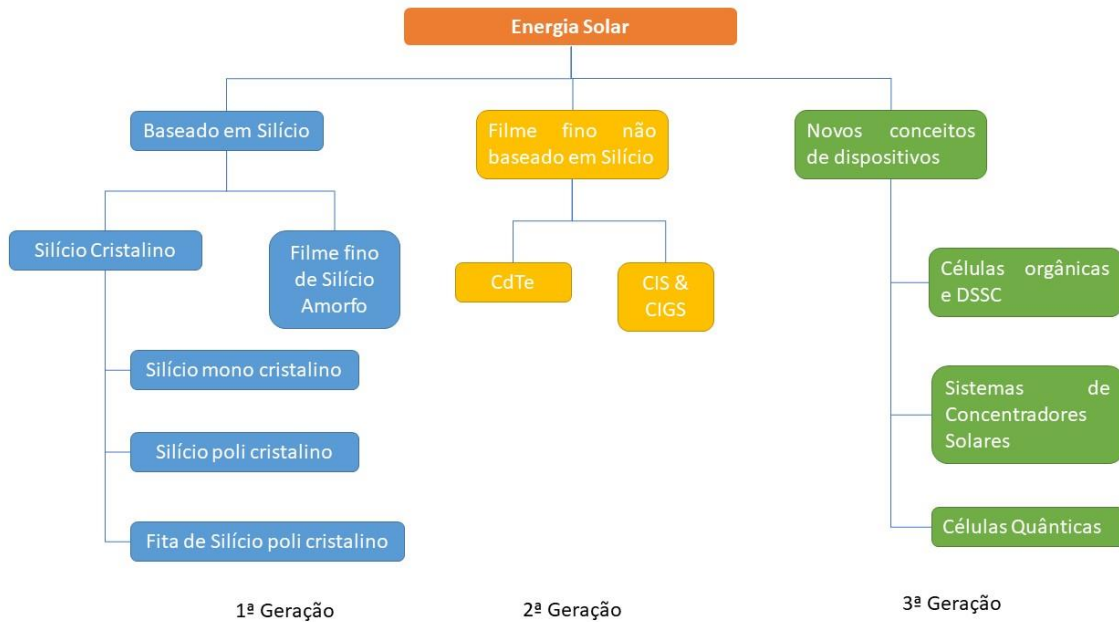 Energia Solar
Baseado em Silício
Filme fino não
baseado em Silício
Novos conceitos
de dispositivos
Silício Cristalino
Filme fino
de Silício
Amorfo
CdTe
CIS &
CIGS
Células orgânicas
e DSSC
Silício mono cristalino
Sistemas de
Concentradores
Solares
Silício poli cristalino
Fita de Silício poli cristalino
Células Quânticas
1ª Geração
2ª Geração
3ª Geração